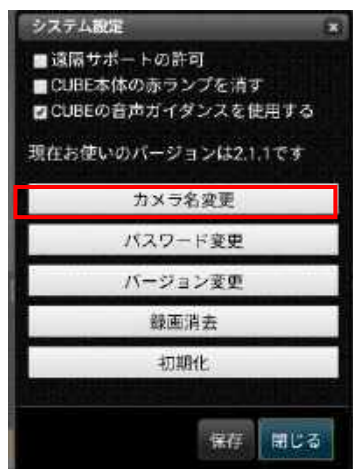 システム設定
遠隔サポートの許可
CUBE本体の赤ランプを消す
CUBEの音声ガイダンスを使用する
現在お使いのバージョンは2.1.1です
カメラ名変更
パスワード変更
バージョン変更
録画消去
初期化
保存 閉じる